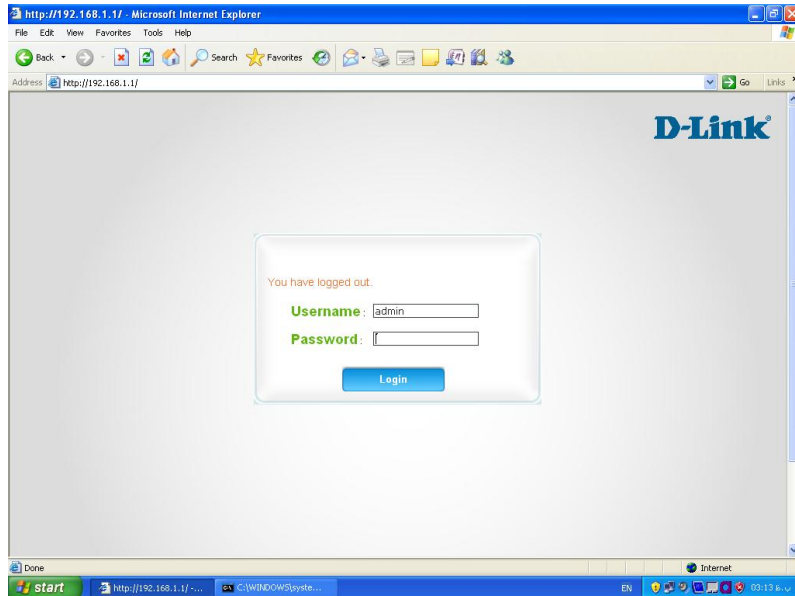 http://192.168.1.1/ - Microsoft Internet Explorer
File Edit View Favorites Tools Help
Back Search Favorites
Address http://192.168.1.1/ Go Links
D-Link
You have logged out.
Username : admin
Password :
Login
Done Internet
start http://192.168.1.1/ -... C:\WINDOWS\syste... EN 03:13